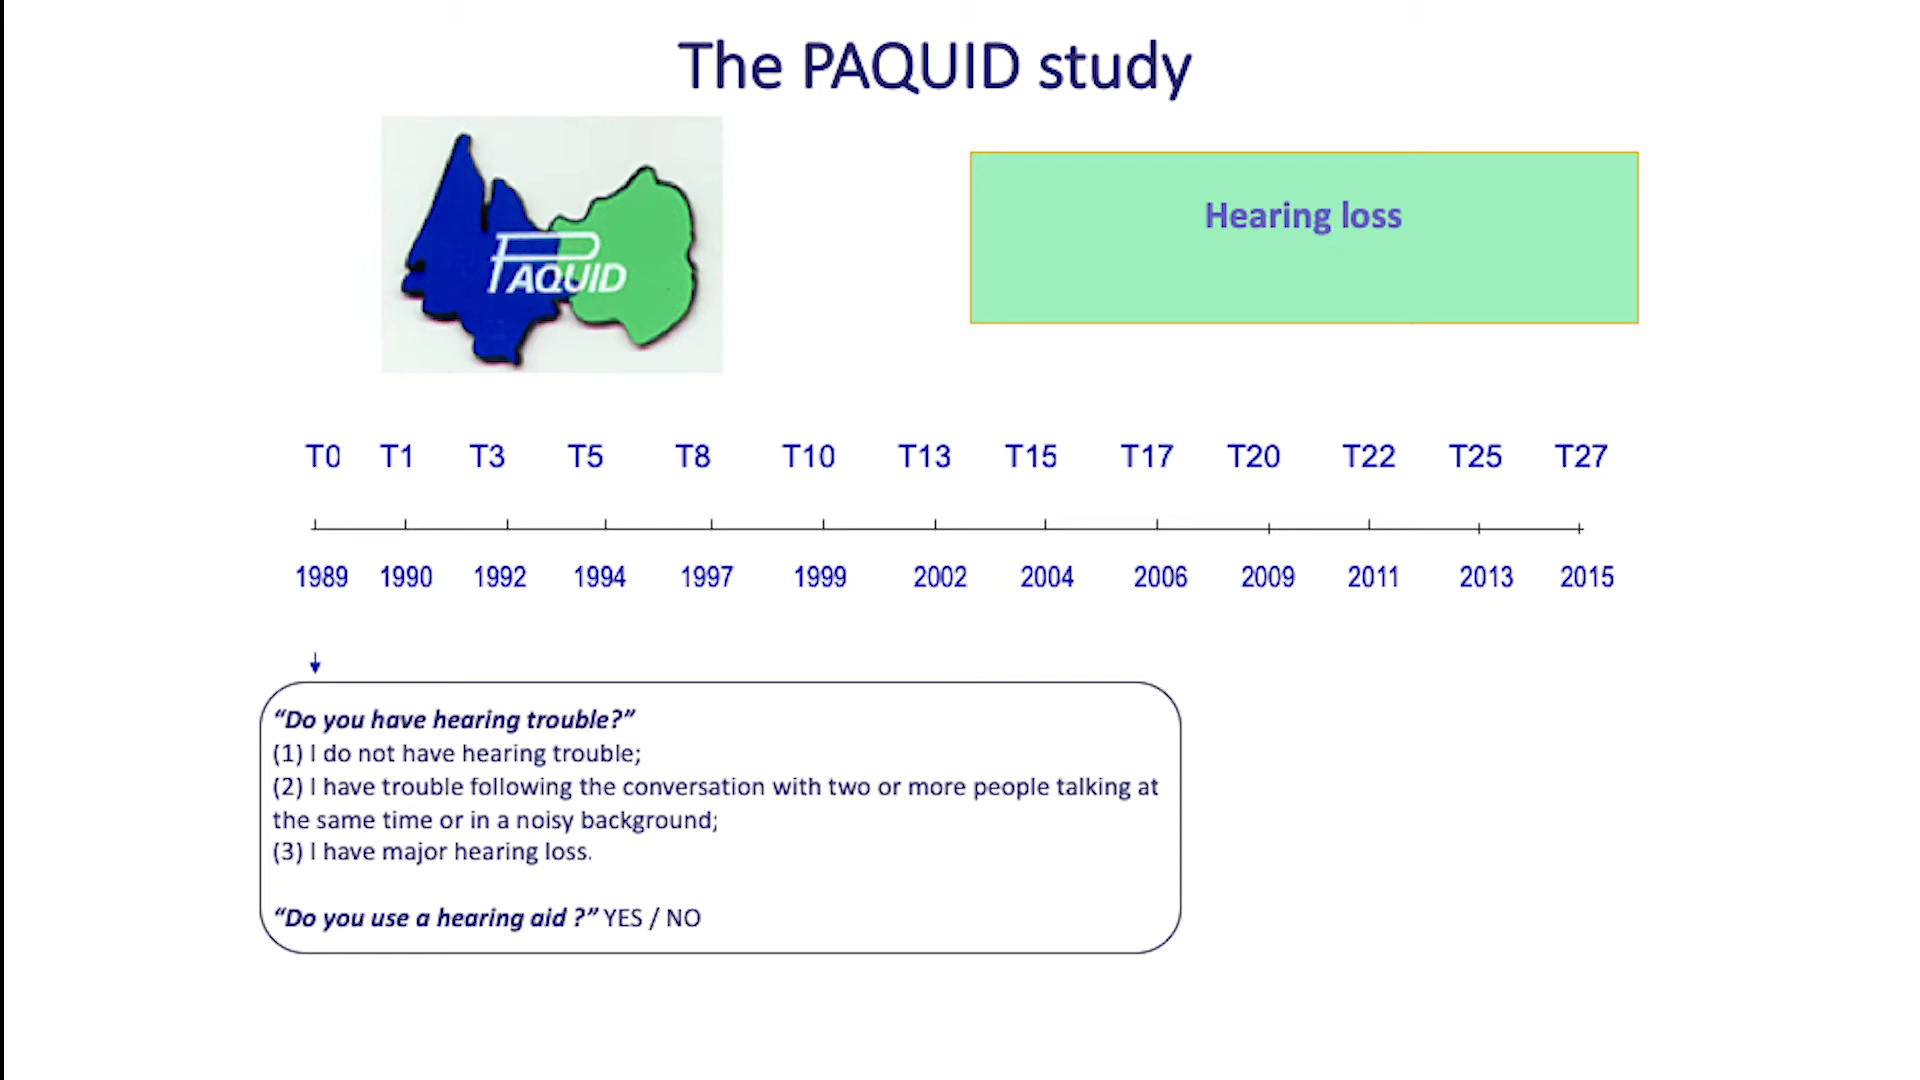 The PAQUID study
PAQUID
Hearing loss
T0 T1 T3 T5 T8 T10 T13 T15 T17 T20 T22 T25 T27
1989 1990 1992 1994 1997 1999 2002 2004 2006 2009 2011 2013 2015
“Do you have hearing trouble?”
(1) I do not have hearing trouble;
(2) I have trouble following the conversation with two or more people talking at
the same time or in a noisy background;
(3) I have major hearing loss.
“Do you use a hearing aid ?” YES / NO